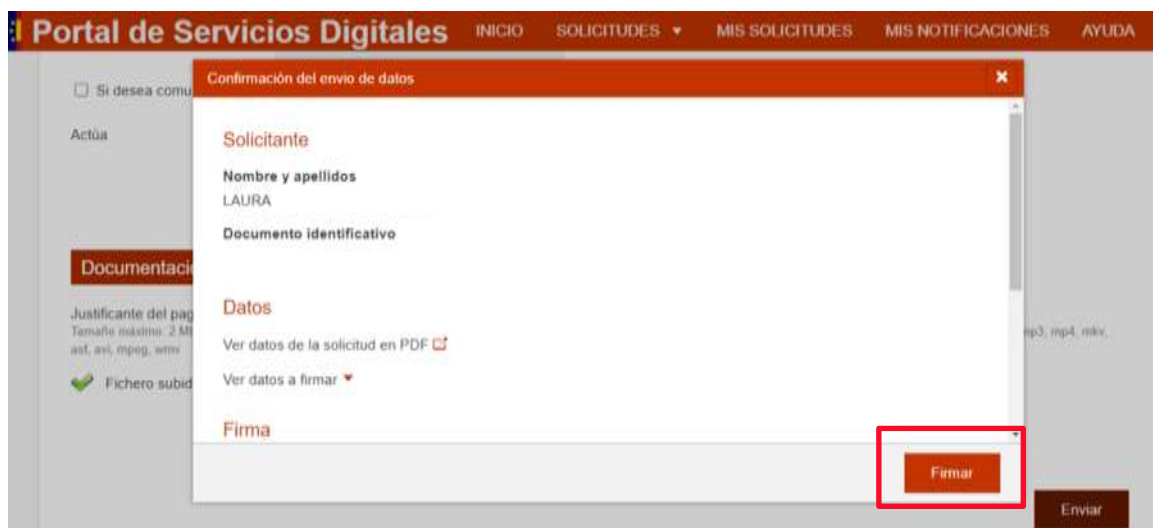 Portal de Servicios Digitales INICIO SOLICITUDES MIS SOLICITUDES MIS NOTIFICACIONES AYUDA
Confirmación del envio de datos
Si desea comu
Actúa
Solicitante
Nombre y apellidos
LAURA
Documento identificativo
Documentaci
Justificante del pag
Tamaño máximo: 2 MB
mp3, mp4, mkv,
asf, avi, mpeg, wmv
Fichero subid
Datos
Ver datos de la solicitud en PDF
Ver datos a firmar
Firma
Firmar
Enviar